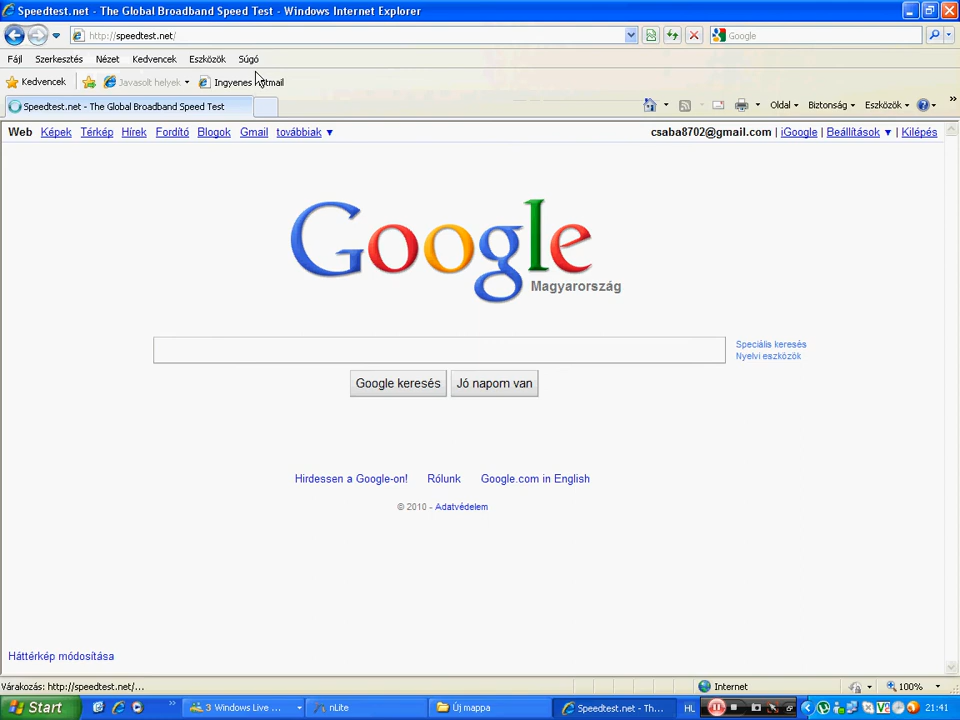 Speedtest.net - The Global Broadband Speed Test - Windows Internet Explorer
http://speedtest.net/
Google
Fájl Szerkesztés Nézet Kedvencek Eszközök Súgó
Kedvencek Javasolt helyek Ingyenes Hotmail
Speedtest.net - The Global Broadband Speed Test
Oldal Biztonság Eszközök
Web Képek Térkép Hírek Fordító Blogok Gmail továbbiak ▼
csaba8702@gmail.com | iGoogle | Beállítások ▼ | Kilépés
Google
Magyarország
Speciális keresés
Nyelvi eszközök
Google keresés Jó napom van
Hirdessen a Google-on! Rólunk Google.com in English
© 2010 - Adatvédelem
Háttérkép módosítása
Várakozás: http://speedtest.net/...
Internet
100%
Start 3 Windows Live ... nLite Új mappa Speedtest.net - Th... HL 21:41